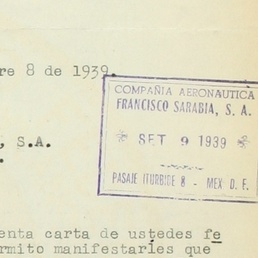 re 8 de 1939.
COMPAÑIA AERONAUTICA
FRANCISCO SARABIA, S. A.
SET 9 1939
PASAJE ITURBIDE 8 - MEX D. F.
, S.A.
enta carta de ustedes fe
ermito manifestarles que